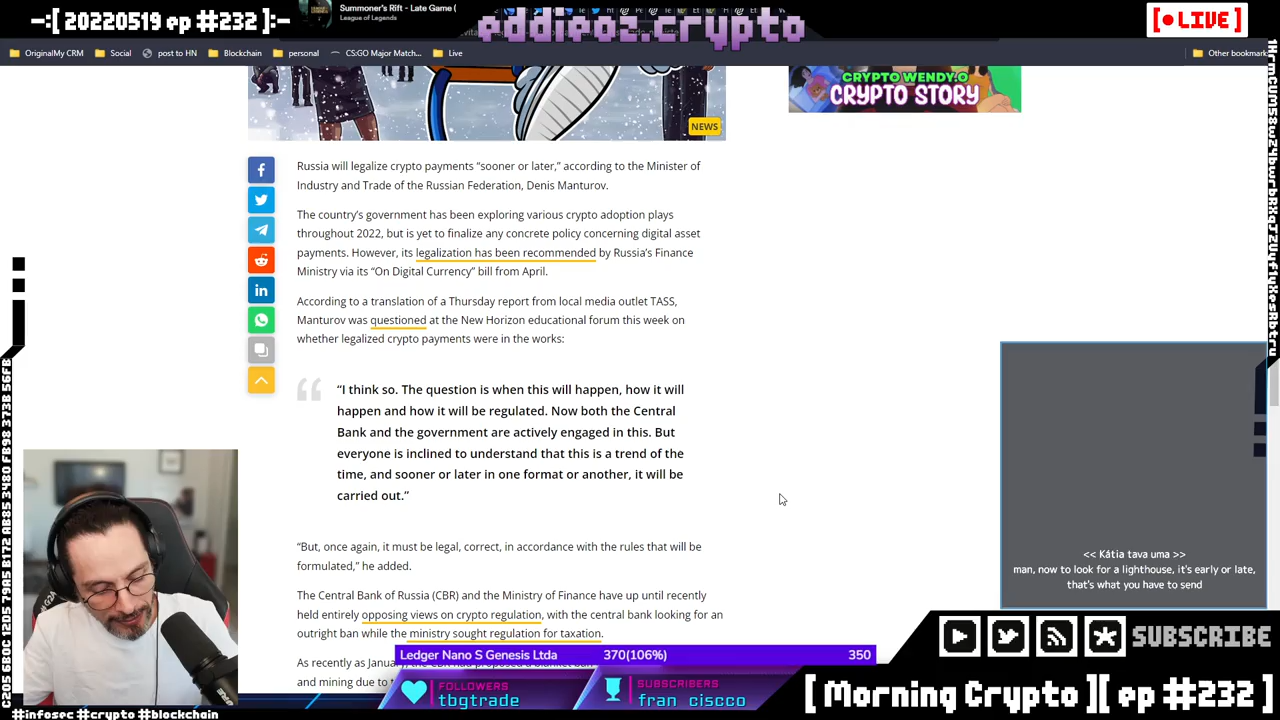 -:[ 20220519 ep #232 ]:-
Summoner's Rift - Late Game (
League of Legends
eddieoz.crypto
[ • LIVE ]
OriginalMy CRM
Social
post to HN
Blockchain
personal
CS:GO Major Match...
Live
Other bookmark
CRYPTO WENDY.O
CRYPTO STORY
NEWS
Russia will legalize crypto payments “sooner or later,” according to the Minister of
Industry and Trade of the Russian Federation, Denis Manturov.
The country’s government has been exploring various crypto adoption plays
throughout 2022, but is yet to finalize any concrete policy concerning digital asset
payments. However, its legalization has been recommended by Russia’s Finance
Ministry via its “On Digital Currency” bill from April.
According to a translation of a Thursday report from local media outlet TASS,
Manturov was questioned at the New Horizon educational forum this week on
whether legalized crypto payments were in the works:
“I think so. The question is when this will happen, how it will
happen and how it will be regulated. Now both the Central
Bank and the government are actively engaged in this. But
everyone is inclined to understand that this is a trend of the
time, and sooner or later in one format or another, it will be
carried out.”
“But, once again, it must be legal, correct, in accordance with the rules that will be
formulated,” he added.
The Central Bank of Russia (CBR) and the Ministry of Finance have up until recently
held entirely opposing views on crypto regulation, with the central bank looking for an
outright ban while the ministry sought regulation for taxation.
As recently as Janua
and mining due to
<< Kátia tava uma >>
man, now to look for a lighthouse, it's early or late,
that's what you have to send
Ledger Nano S Genesis Ltda 370(106%) 350
FOLLOWERS
tbgtrade
SUBSCRIBERS
fran_ciscco
SUBSCRIBE
[ Morning Crypto ][ ep #232 ]
#infosec #crypto #blockchain